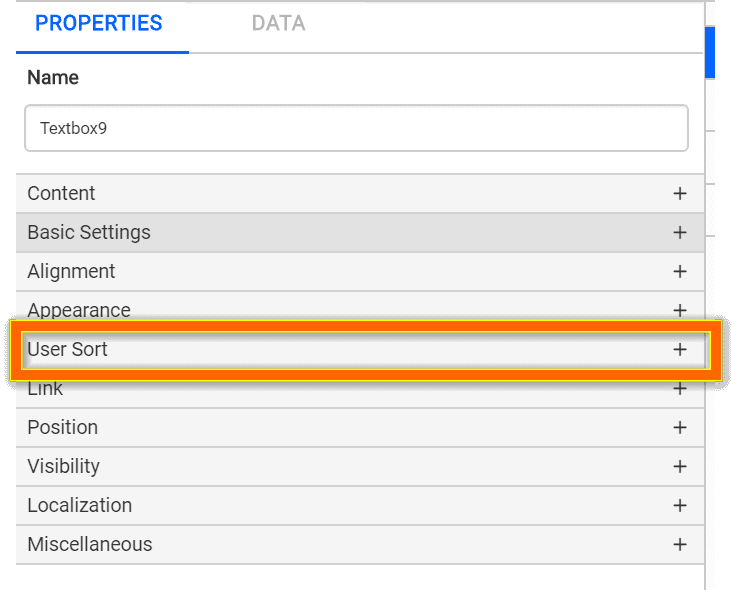 PROPERTIES DATA
Name
Textbox9
Content +
Basic Settings +
Alignment +
Appearance +
User Sort +
Link +
Position +
Visibility +
Localization +
Miscellaneous +